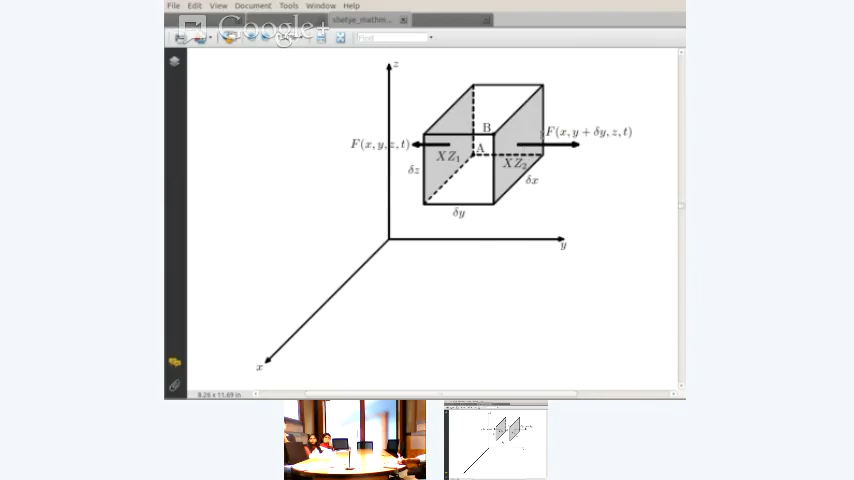 File Edit View Document Tools Window Help
Google+
shetye_mathm...
Find
z
B
F(x, y + δy, z, t)
F(x, y, z, t)
A
XZ₁
XZ₂
δz
δx
δy
y
x
8.26 x 11.69 in